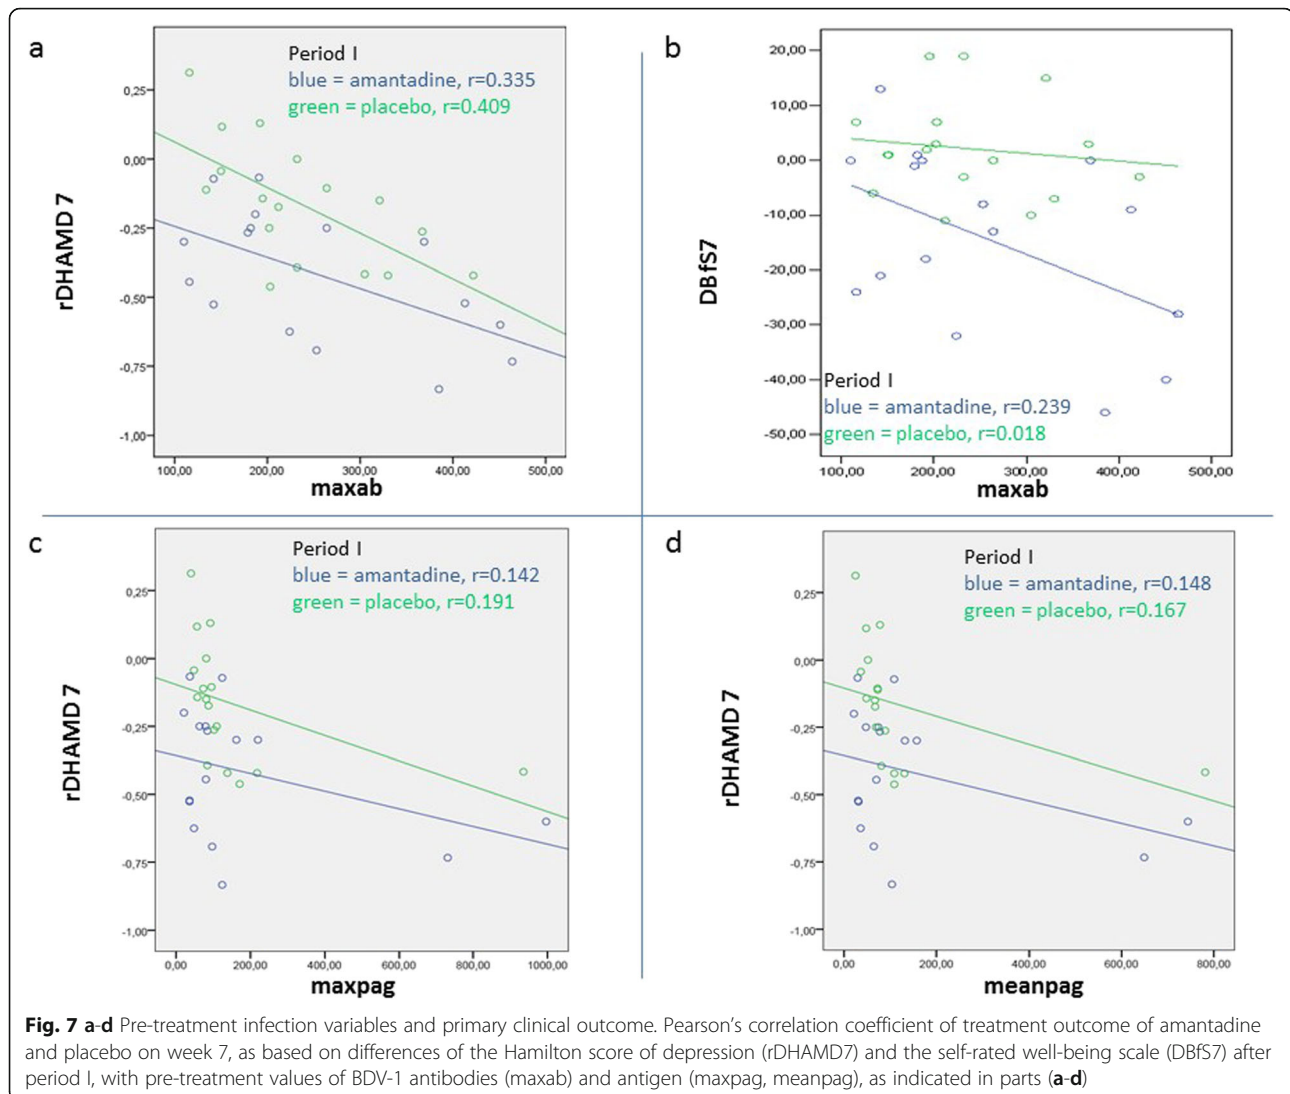 a
Period I
blue = amantadine, r=0.335
green = placebo, r=0.409
rDHAMD 7
0,25
0,00
-0,25
-0,50
-0,75
-1,00
100,00 200,00 300,00 400,00 500,00
maxab
b
DBfS7
20,00
10,00
0,00
-10,00
-20,00
-30,00
-40,00
-50,00
Period I
blue = amantadine, r=0.239
green = placebo, r=0.018
100,00 200,00 300,00 400,00 500,00
maxab
c
Period I
blue = amantadine, r=0.142
green = placebo, r=0.191
rDHAMD 7
0,25
0,00
-0,25
-0,50
-0,75
-1,00
0,00 200,00 400,00 600,00 800,00 1000,00
maxpag
d
Period I
blue = amantadine, r=0.148
green = placebo, r=0.167
rDHAMD 7
0,25
0,00
-0,25
-0,50
-0,75
-1,00
0,00 200,00 400,00 600,00 800,00
meanpag
Fig. 7 a-d Pre-treatment infection variables and primary clinical outcome. Pearson's correlation coefficient of treatment outcome of amantadine
and placebo on week 7, as based on differences of the Hamilton score of depression (rDHAMD7) and the self-rated well-being scale (DBfS7) after
period I, with pre-treatment values of BDV-1 antibodies (maxab) and antigen (maxpag, meanpag), as indicated in parts (a-d)